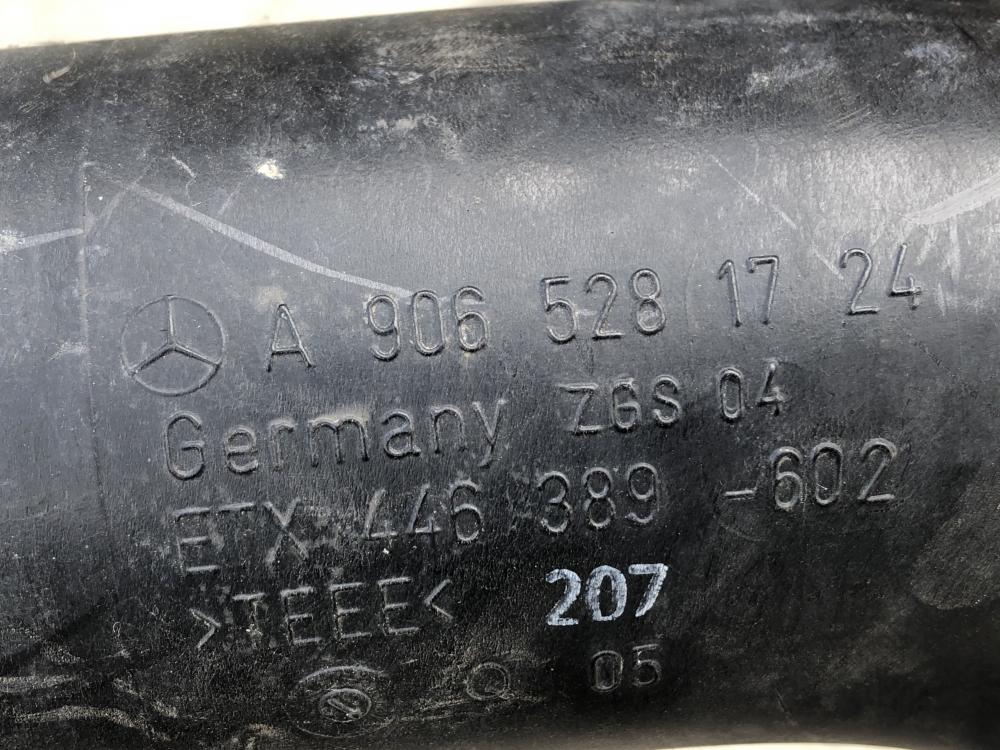 A 906 528 17 24
Germany ZGS 04
ETX 446 389 -602
>TEEE<
207
05